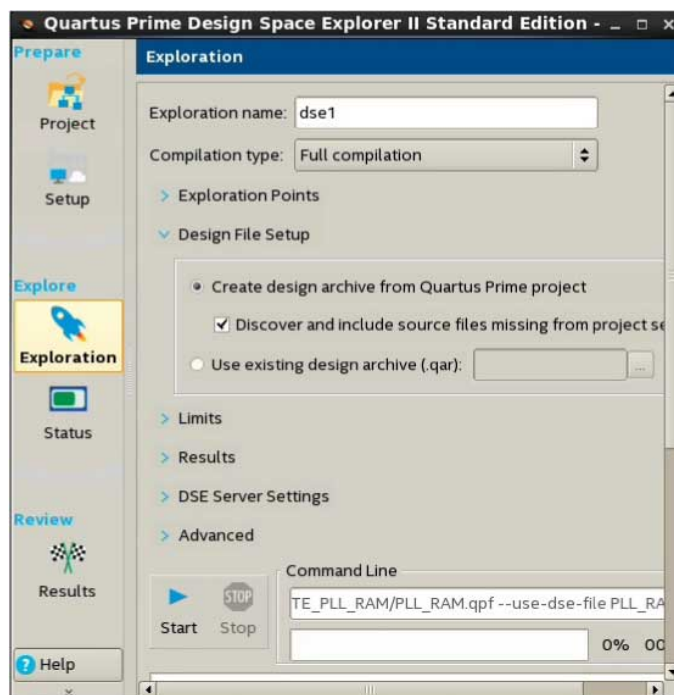 Quartus Prime Design Space Explorer II Standard Edition -
Prepare
Project
Setup
Explore
Exploration
Status
Review
Results
Help
Exploration
Exploration name: dse1
Compilation type: Full compilation
Exploration Points
Design File Setup
Create design archive from Quartus Prime project
Discover and include source files missing from project se
Use existing design archive (.qar): ...
Limits
Results
DSE Server Settings
Advanced
Start
STOP
Stop
Command Line
TE_PLL_RAM/PLL_RAM.qpf --use-dse-file PLL_RA
0% 00